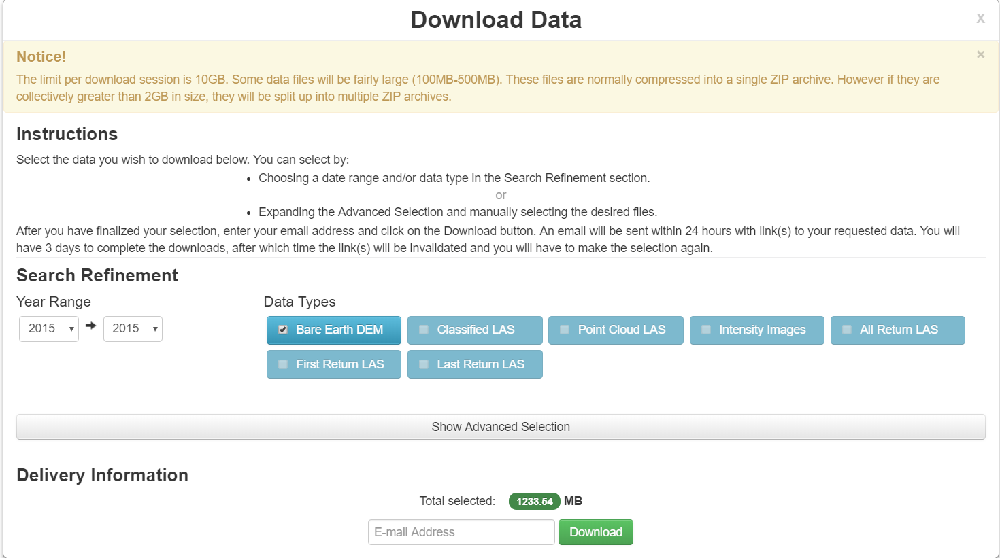 Download Data
x
Notice!
×
The limit per download session is 10GB. Some data files will be fairly large (100MB-500MB). These files are normally compressed into a single ZIP archive. However if they are
collectively greater than 2GB in size, they will be split up into multiple ZIP archives.
Instructions
Select the data you wish to download below. You can select by:
• Choosing a date range and/or data type in the Search Refinement section.
or
• Expanding the Advanced Selection and manually selecting the desired files.
After you have finalized your selection, enter your email address and click on the Download button. An email will be sent within 24 hours with link(s) to your requested data. You will
have 3 days to complete the downloads, after which time the link(s) will be invalidated and you will have to make the selection again.
Search Refinement
Year Range
Data Types
2015 2015
Bare Earth DEM Classified LAS Point Cloud LAS Intensity Images All Return LAS
First Return LAS Last Return LAS
Show Advanced Selection
Delivery Information
Total selected: 1233.54 MB
E-mail Address Download